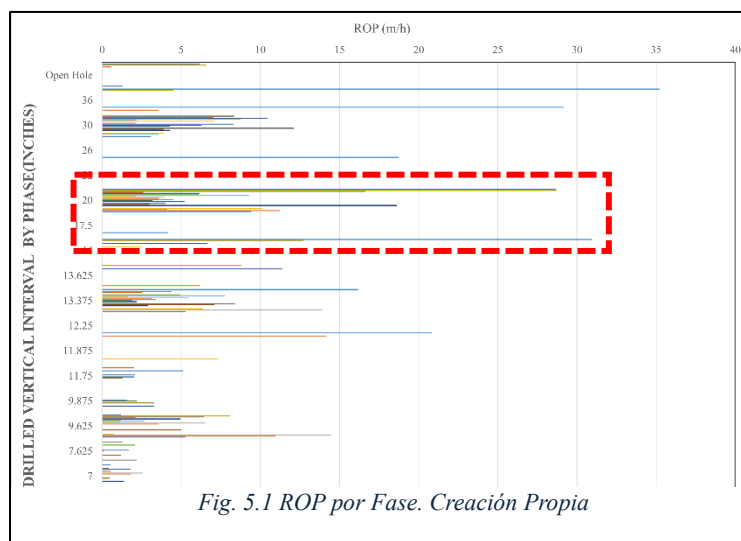 ROP (m/h)
0 5 10 15 20 25 30 35 40
DRILLED VERTICAL INTERVAL BY PHASE(INCHES)
Open Hole
36
30
26
20
17.5
13.625
13.375
12.25
11.875
11.75
9.875
9.625
7.625
7
Fig. 5.1 ROP por Fase. Creación Propia